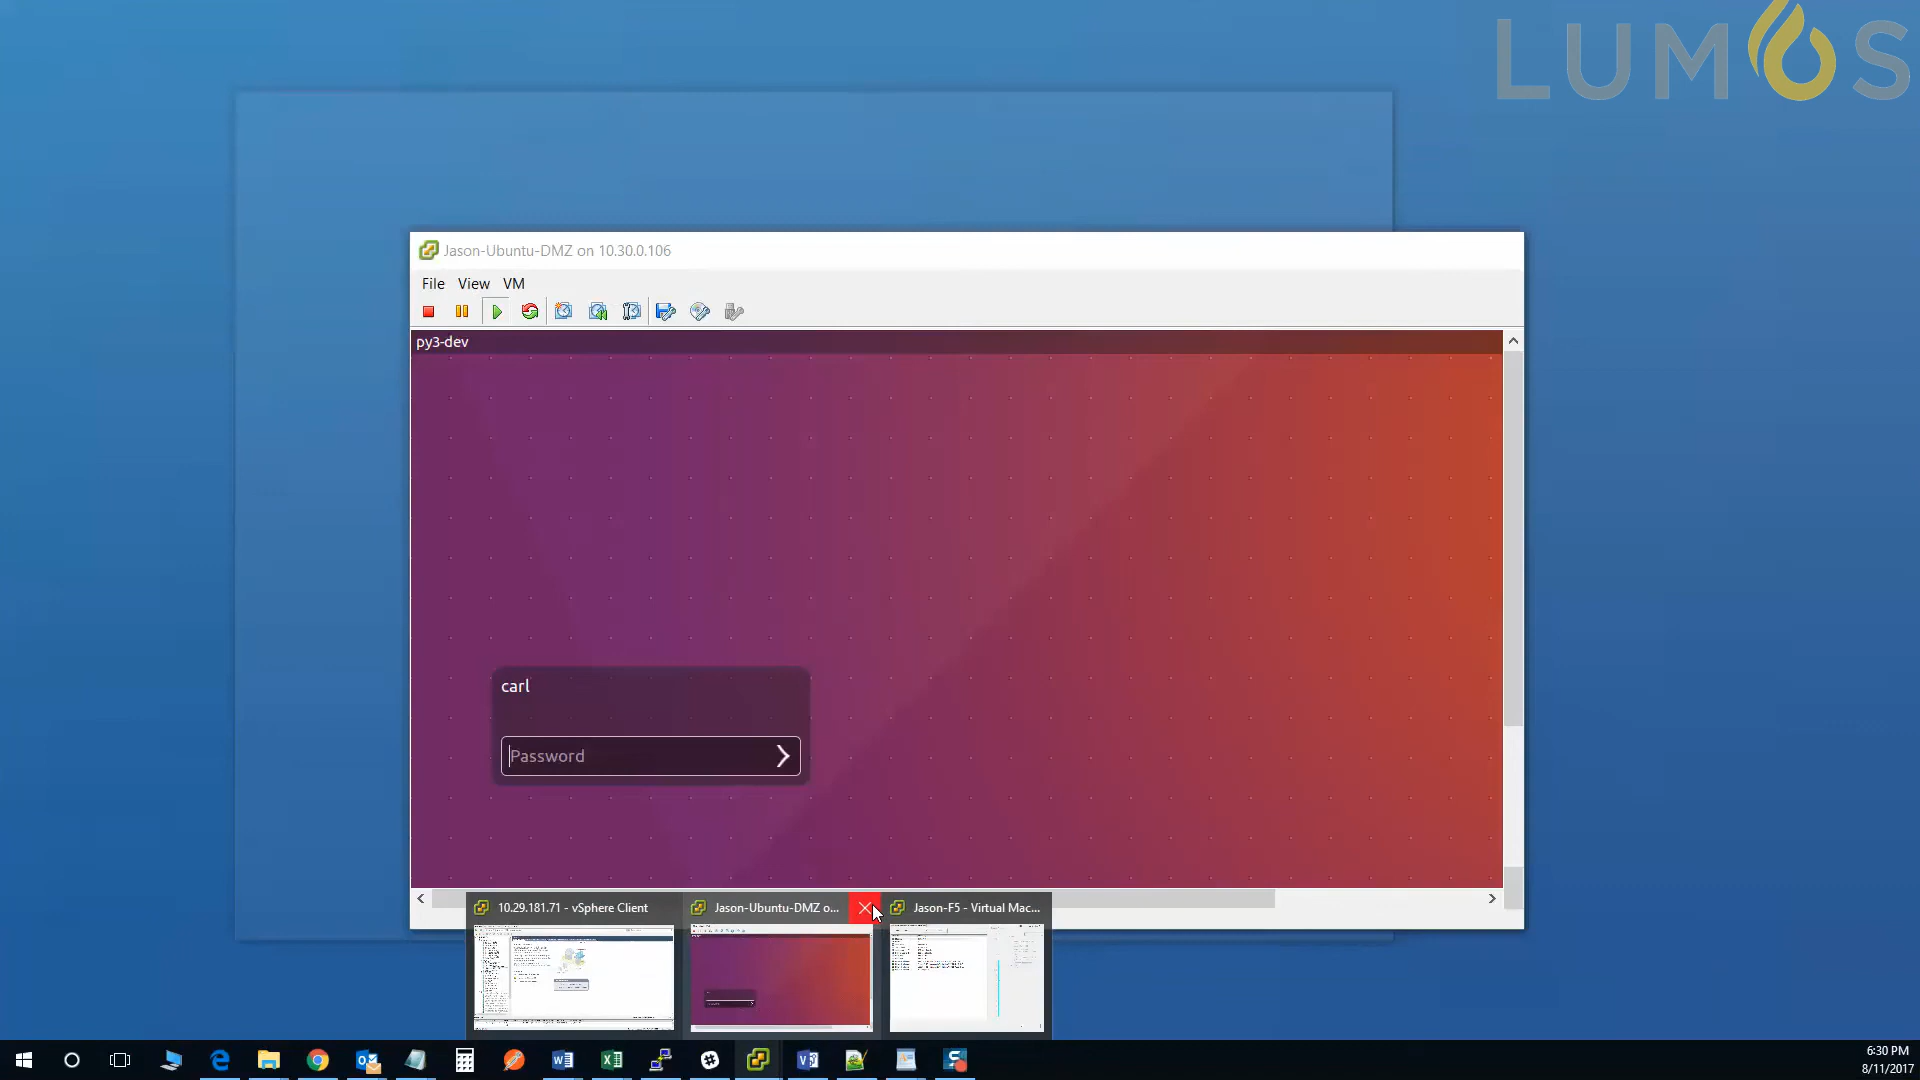 LUMOS
Jason-Ubuntu-DMZ on 10.30.0.106
File View VM
py3-dev
carl
Password
10.29.181.71 - vSphere Client
Jason-Ubuntu-DMZ o...
Jason-F5 - Virtual Mac...
6:30 PM
8/11/2017